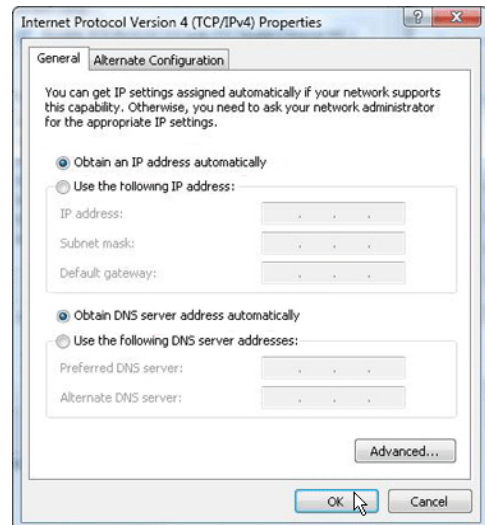 Internet Protocol Version 4 (TCP/IPv4) Properties
General
Alternate Configuration
You can get IP settings assigned automatically if your network supports
this capability. Otherwise, you need to ask your network administrator
for the appropriate IP settings.
Obtain an IP address automatically
Use the following IP address:
IP address:
Subnet mask:
Default gateway:
Obtain DNS server address automatically
Use the following DNS server addresses:
Preferred DNS server:
Alternate DNS server:
Advanced...
OK
Cancel